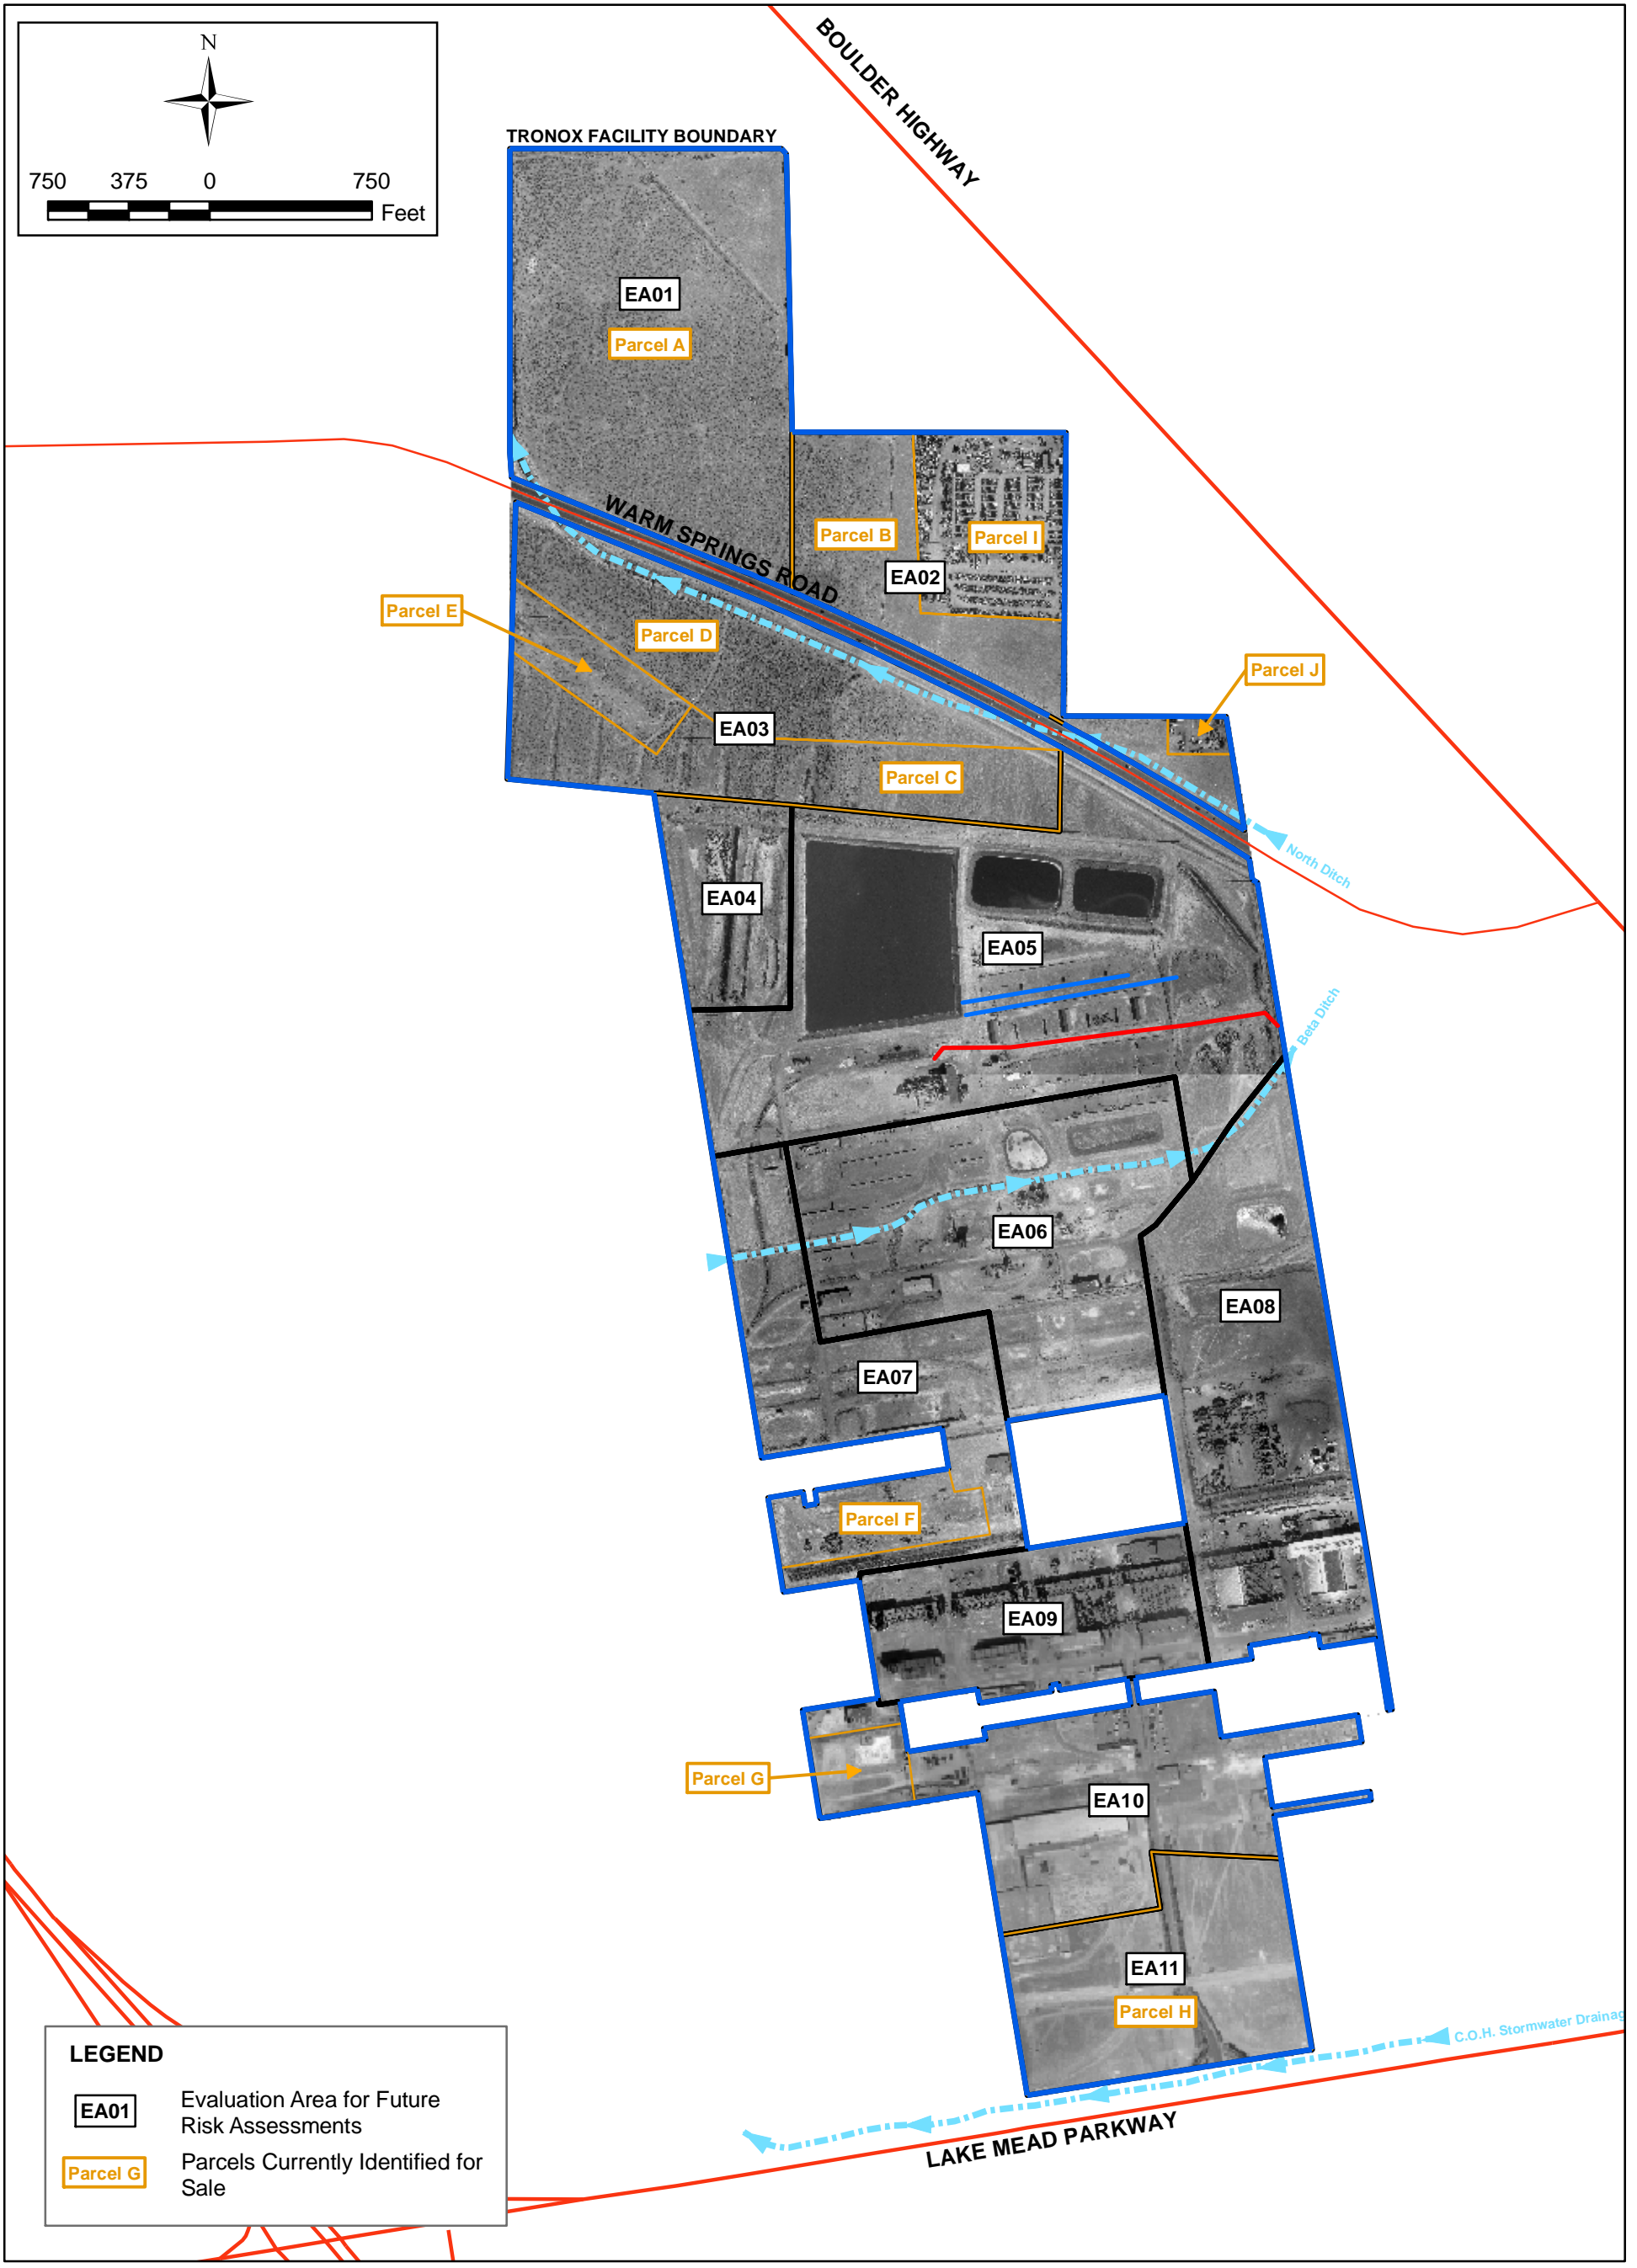 N
750 375 0 750
Feet
BOULDER HIGHWAY
TRONOX FACILITY BOUNDARY
EA01
Parcel A
WARM SPRINGS ROAD
Parcel B
Parcel I
EA02
Parcel E
Parcel D
Parcel J
EA03
Parcel C
North Ditch
EA04
EA05
Beta Ditch
EA06
EA08
EA07
Parcel F
EA09
Parcel G
EA10
EA11
Parcel H
C.O.H. Stormwater Drainag
LAKE MEAD PARKWAY
LEGEND
EA01
Evaluation Area for Future
Risk Assessments
Parcel G
Parcels Currently Identified for
Sale